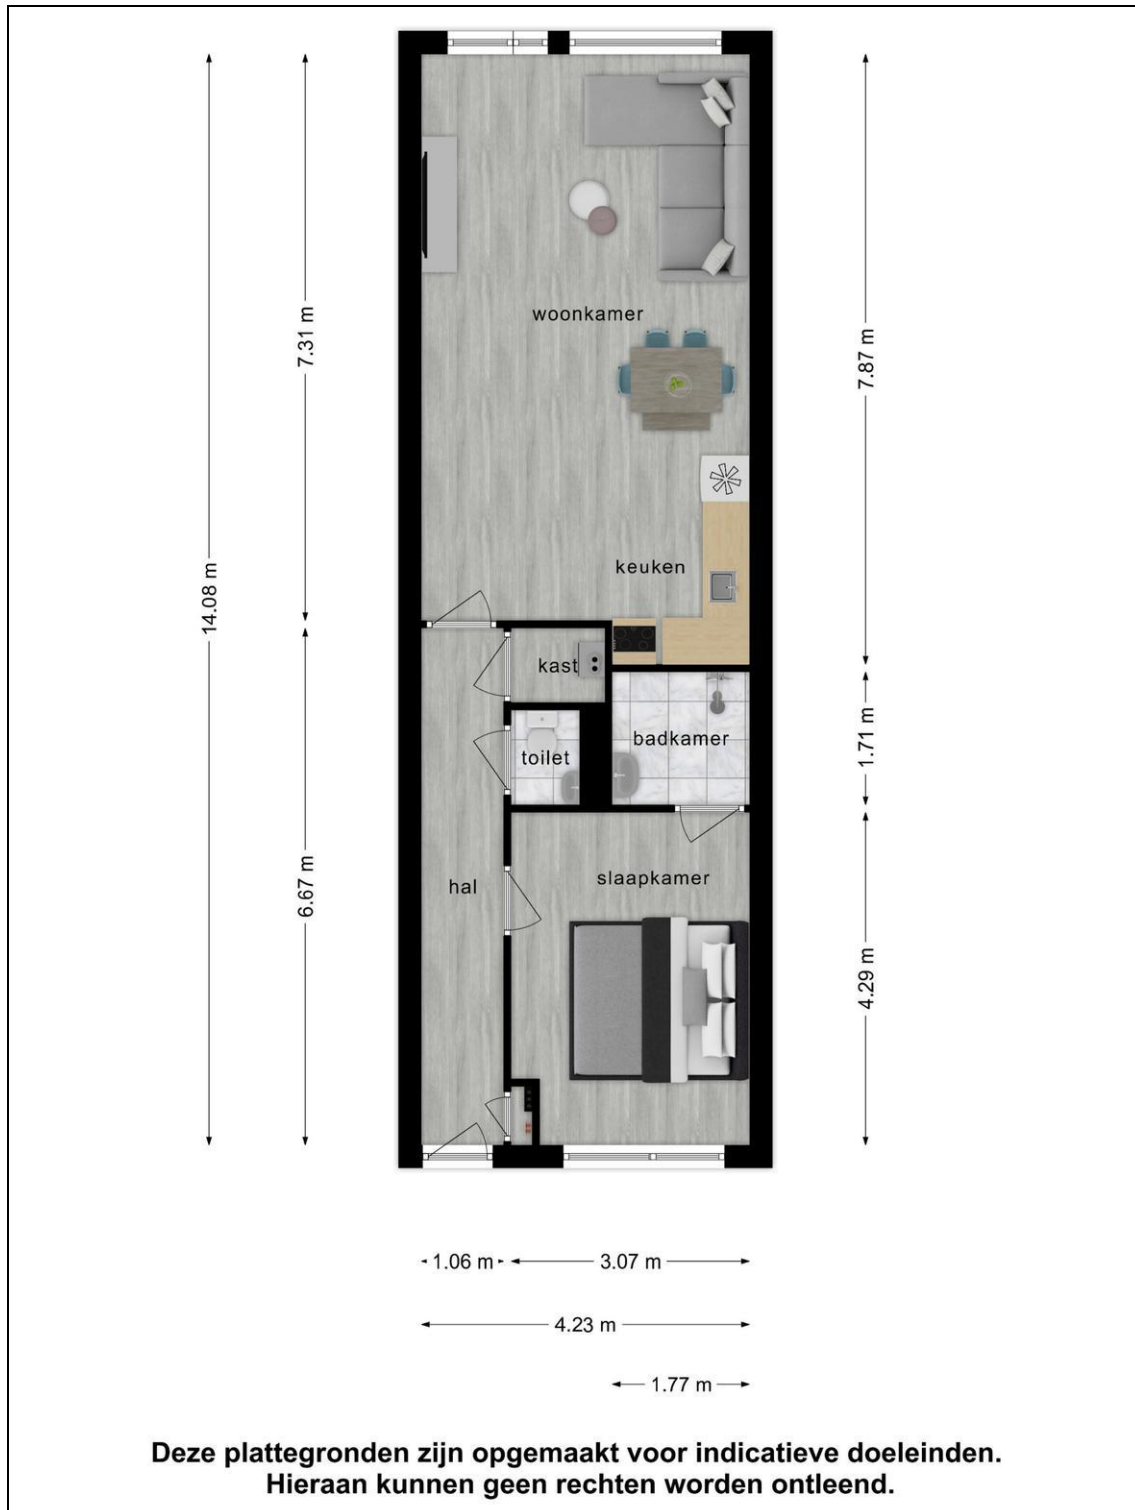 woonkamer
7.31 m
7.87 m
14.08 m
keuken
kast
badkamer
toilet
1.71 m
hal
slaapkamer
6.67 m
4.29 m
1.06 m
3.07 m
4.23 m
1.77 m
Deze plattegronden zijn opgemaakt voor indicatieve doeleinden.
Hieraan kunnen geen rechten worden ontleend.